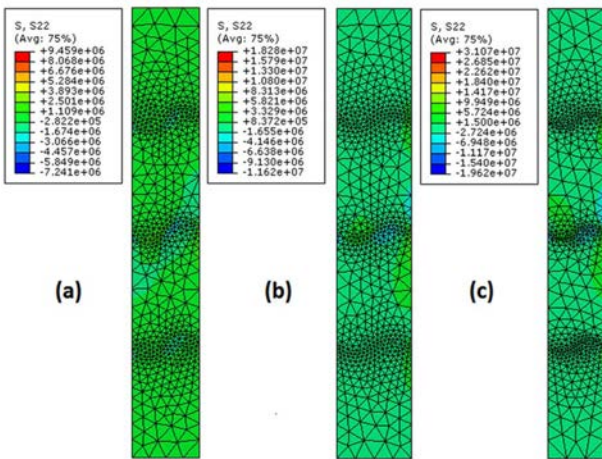 S, S22
(Avg: 75%)
+9.459e+06
+8.068e+06
+6.676e+06
+5.284e+06
+3.893e+06
+2.501e+06
+1.109e+06
-2.822e+05
-1.674e+06
-3.066e+06
-4.457e+06
-5.849e+06
-7.241e+06
(a)
S, S22
(Avg: 75%)
+1.828e+07
+1.579e+07
+1.330e+07
+1.080e+07
+8.313e+06
+5.821e+06
+3.329e+06
+8.372e+05
-1.655e+06
-4.146e+06
-6.638e+06
-9.130e+06
-1.162e+07
(b)
S, S22
(Avg: 75%)
+3.107e+07
+2.685e+07
+2.262e+07
+1.840e+07
+1.417e+07
+9.949e+06
+5.724e+06
+1.500e+06
-2.724e+06
-6.948e+06
-1.117e+07
-1.540e+07
-1.962e+07
(c)